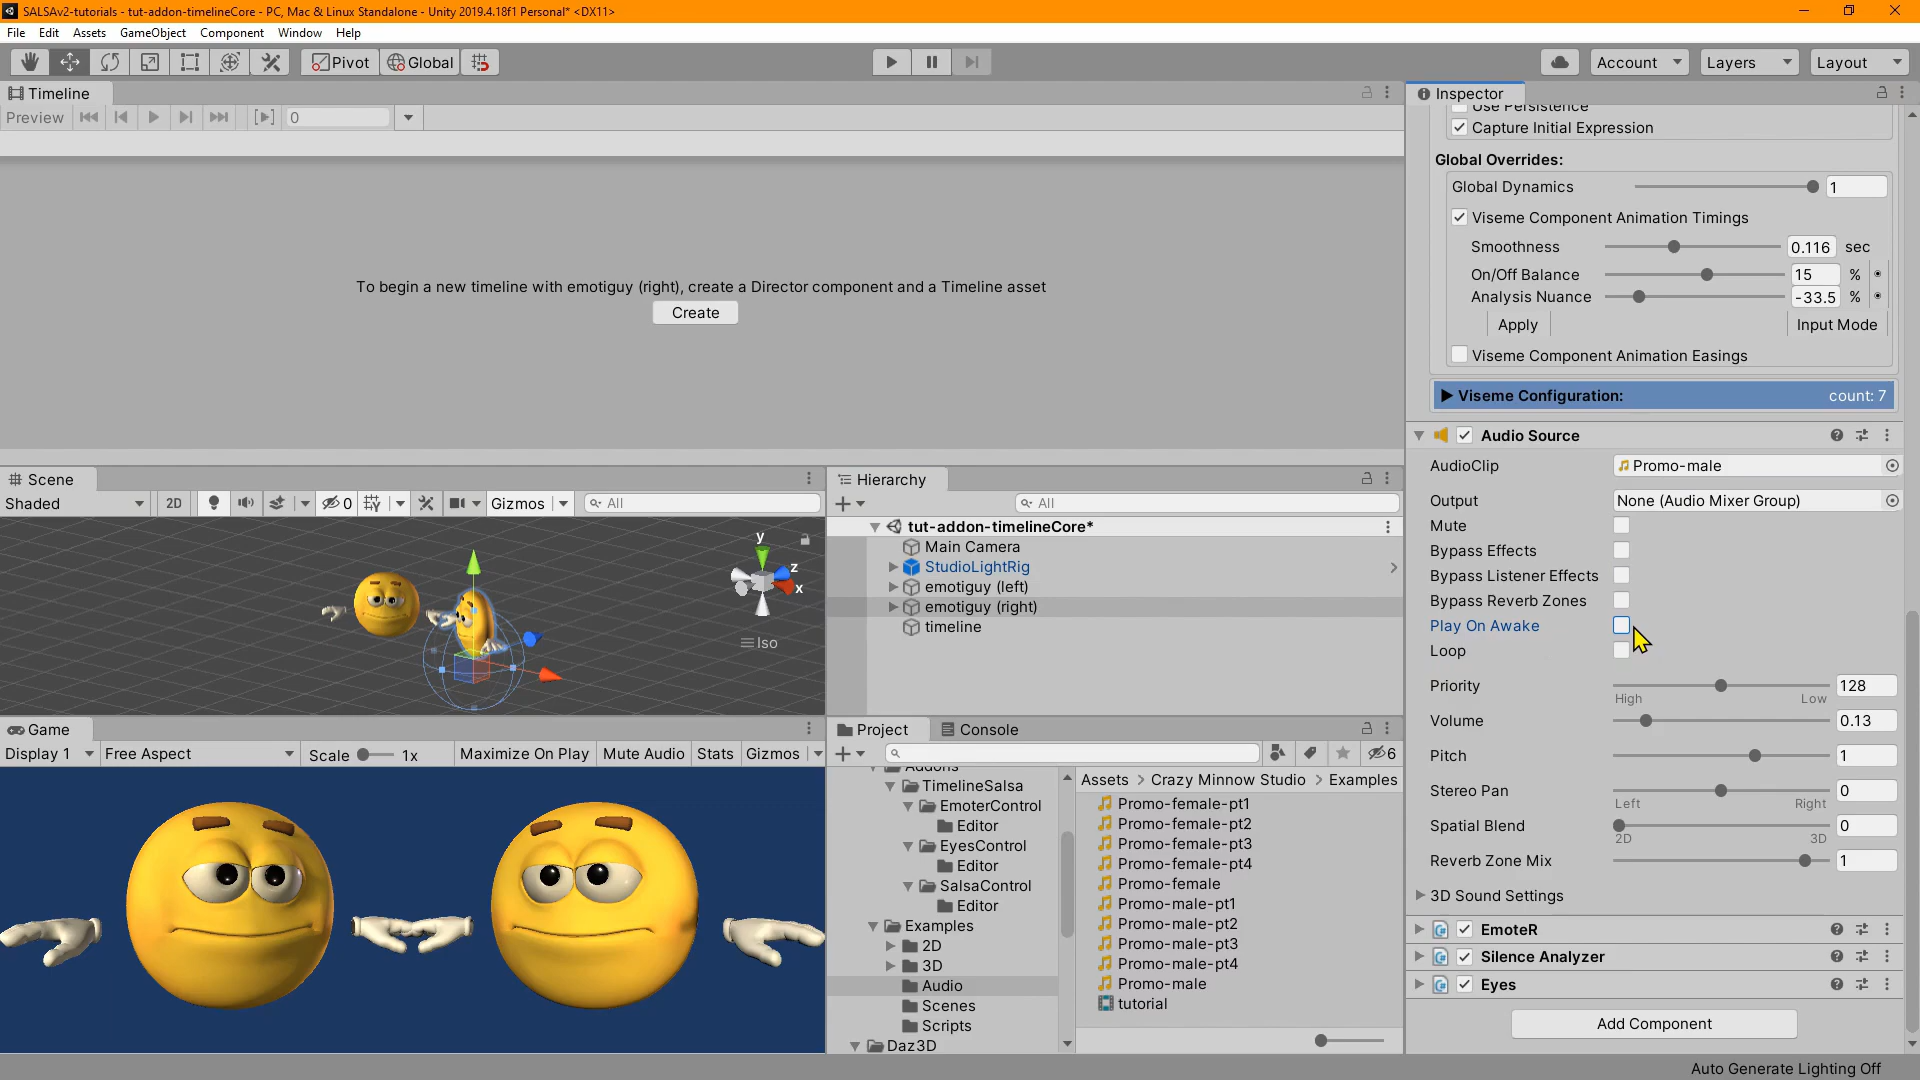 SALSAv2-tutorials - tut-addon-timelineCore - PC, Mac & Linux Standalone - Unity 2019.4.18f1 Personal* <DX11>
File Edit Assets GameObject Component Window Help
Pivot Global Account Layers Layout
Timeline
Preview 0
To begin a new timeline with emotiguy (right), create a Director component and a Timeline asset
Create
Scene
Shaded 2D 0 Gizmos All
y
z
x
Iso
Game
Display 1 Free Aspect Scale 1x Maximize On Play Mute Audio Stats Gizmos
Hierarchy
All
tut-addon-timelineCore*
Main Camera
StudioLightRig
emotiguy (left)
emotiguy (right)
timeline
Project Console
6
Addons
TimelineSalsa
EmoterControl
Editor
EyesControl
Editor
SalsaControl
Editor
Examples
2D
3D
Audio
Scenes
Scripts
Daz3D
Assets > Crazy Minnow Studio > Examples
Promo-female-pt1
Promo-female-pt2
Promo-female-pt3
Promo-female-pt4
Promo-female
Promo-male-pt1
Promo-male-pt2
Promo-male-pt3
Promo-male-pt4
Promo-male
tutorial
Inspector
Use Persistence
Capture Initial Expression
Global Overrides:
Global Dynamics 1
Viseme Component Animation Timings
Smoothness 0.116 sec
On/Off Balance 15 %
Analysis Nuance -33.5 %
Apply Input Mode
Viseme Component Animation Easings
Viseme Configuration: count: 7
Audio Source
AudioClip Promo-male
Output None (Audio Mixer Group)
Mute
Bypass Effects
Bypass Listener Effects
Bypass Reverb Zones
Play On Awake
Loop
Priority 128
High Low
Volume 0.13
Pitch 1
Stereo Pan 0
Left Right
Spatial Blend 0
2D 3D
Reverb Zone Mix 1
3D Sound Settings
EmoteR
Silence Analyzer
Eyes
Add Component
Auto Generate Lighting Off